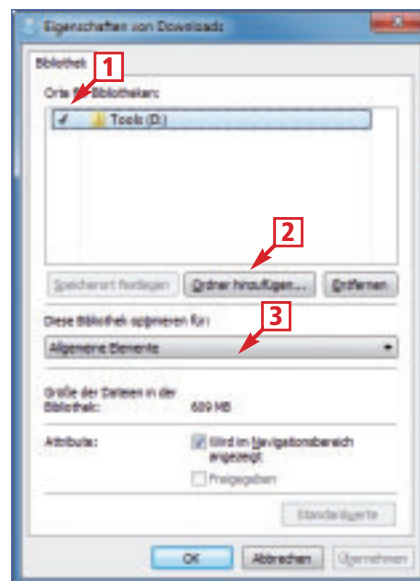 Eigenschaften von Downloads
Bibliothek
1
Orte für Bibliotheken:
Tools (D:)
2
Speicherort festlegen Ordner hinzufügen... Entfernen
Diese Bibliothek optimieren für:
3
Allgemeine Elemente
Größe der Dateien in der
Bibliothek: 609 MB
Attribute: Wird im Navigationsbereich
angezeigt
Freigegeben
Standardwerte
OK Abbrechen Übernehmen